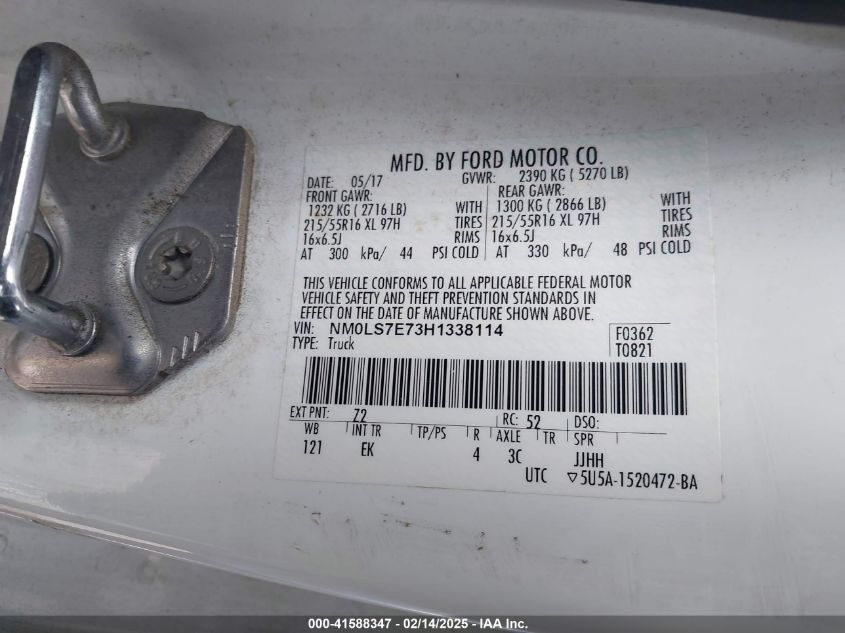 MFD. BY FORD MOTOR CO.
DATE: 05/17 GVWR: 2390 KG ( 5270 LB)
FRONT GAWR: REAR GAWR:
1232 KG ( 2716 LB) WITH 1300 KG ( 2866 LB) WITH
215/55R16 XL 97H TIRES 215/55R16 XL 97H TIRES
16x6.5J RIMS 16x6.5J RIMS
AT 300 kPa/ 44 PSI COLD AT 330 kPa/ 48 PSI COLD
THIS VEHICLE CONFORMS TO ALL APPLICABLE FEDERAL MOTOR
VEHICLE SAFETY AND THEFT PREVENTION STANDARDS IN
EFFECT ON THE DATE OF MANUFACTURE SHOWN ABOVE.
VIN: NM0LS7E73H1338114 F0362
TYPE: Truck T0821
EXT PNT: Z2 RC: 52 DSO:
WB INT TR TP/PS R AXLE TR SPR
121 EK 4 3C JJHH
UTC ▽5U5A-1520472-BA
000-41588347 - 02/14/2025 - IAA Inc.